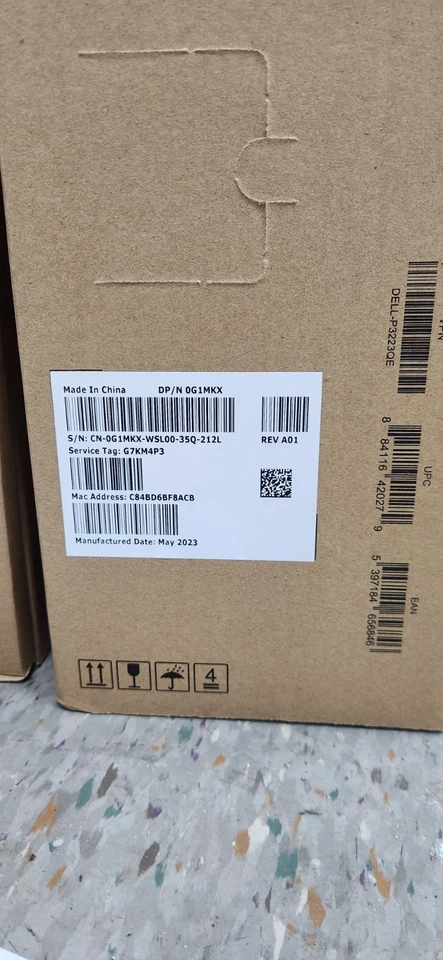 Made In China DP/N 0G1MKX
S/N: CN-0G1MKX-WSL00-35Q-212L REV A01
Service Tag: G7KM4P3
Mac Address: C84BD6BF8ACB
Manufactured Date: May 2023
4
VPN
DELL-P3223QE
UPC
8 84116 42027 9
EAN
5 397184 656846